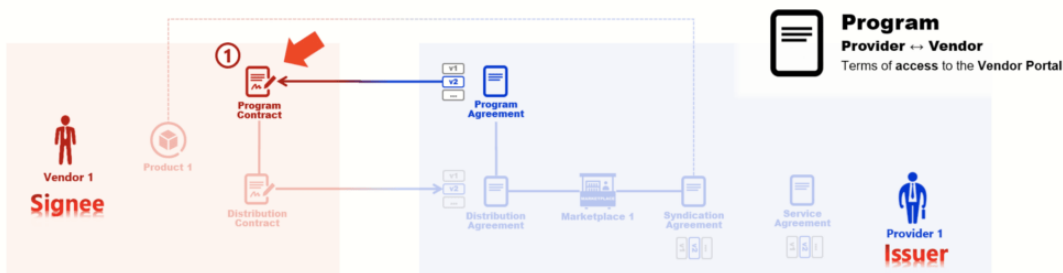 Program
Provider ↔ Vendor
Terms of access to the Vendor Portal
1
v1
v2
...
Program
Contract
Program
Agreement
Vendor 1
Signee
Product 1
v1
v2
...
Distribution
Contract
Distribution
Agreement
Marketplace 1
Syndication
Agreement
Service
Agreement
Provider 1
Issuer